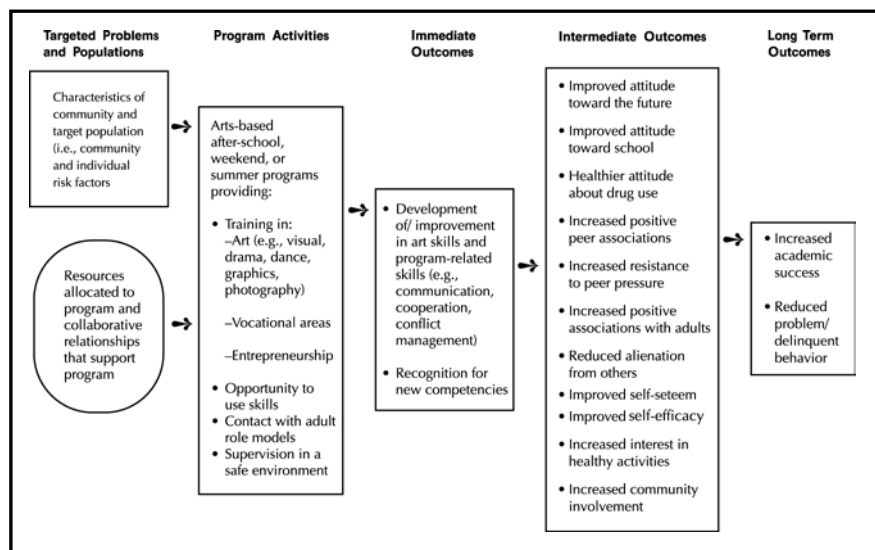 Targeted Problems
and Populations
Program Activities
Immediate
Outcomes
Intermediate Outcomes
Long Term
Outcomes
Characteristics of
community and
target population
(i.e., community
and individual
risk factors
Resources
allocated to
program and
collaborative
relationships
that support
program
Arts-based
after-school,
weekend, or
summer programs
providing:
• Training in:
–Art (e.g., visual,
drama, dance,
graphics,
photography)
–Vocational areas
–Entrepreneurship
• Opportunity to
use skills
• Contact with adult
role models
• Supervision in a
safe environment
• Development
of/ improvement
in art skills and
program-related
skills (e.g.,
communication,
cooperation,
conflict
management)
• Recognition for
new competencies
• Improved attitude
toward the future
• Improved attitude
toward school
• Healthier attitude
about drug use
• Increased positive
peer associations
• Increased resistance
to peer pressure
• Increased positive
associations with adults
• Reduced alienation
from others
• Improved self-seteem
• Improved self-efficacy
• Increased interest in
healthy activities
• Increased community
involvement
• Increased
academic
success
• Reduced
problem/
delinquent
behavior